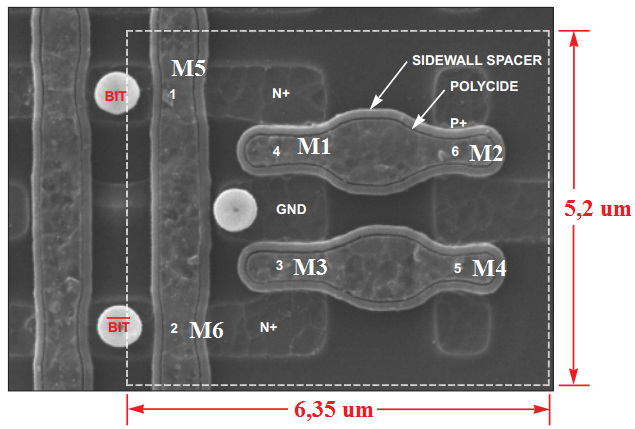 SIDEWALL SPACER
M5
POLYCIDE
BIT
1
N+
P+
4
M1
6
M2
GND
5,2 um
3
M3
5
M4
BIT
2
M6
N+
6,35 um